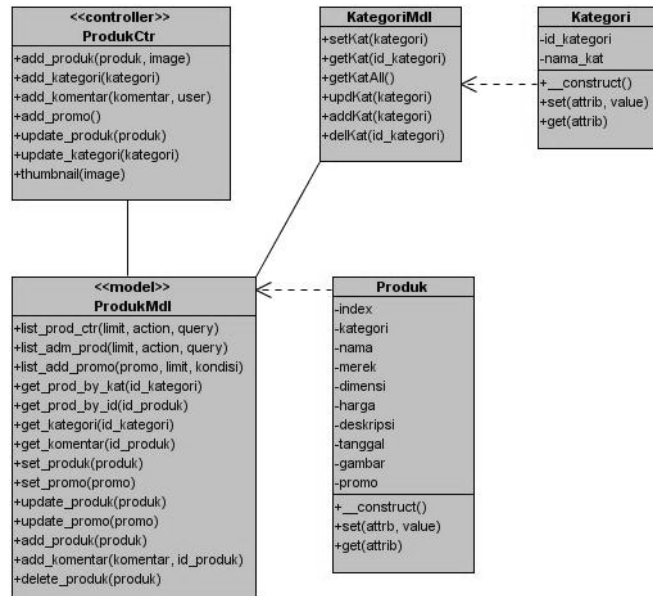 <<controller>>
ProdukCtr
+add_produk(produk, image)
+add_kategori(kategori)
+add_komentar(komentar, user)
+add_promo()
+update_produk(produk)
+update_kategori(kategori)
+thumbnail(image)
KategoriMdl
+setKat(kategori)
+getKat(id_kategori)
+getKatAll()
+updKat(kategori)
+addKat(kategori)
+delKat(id_kategori)
Kategori
-id_kategori
-nama_kat
+__construct()
+set(attrib, value)
+get(attrib)
<<model>>
ProdukMdl
+list_prod_ctr(limit, action, query)
+list_adm_prod(limit, action, query)
+list_add_promo(promo, limit, kondisi)
+get_prod_by_kat(id_kategori)
+get_prod_by_id(id_produk)
+get_kategori(id_kategori)
+get_komentar(id_produk)
+set_produk(produk)
+set_promo(promo)
+update_produk(produk)
+update_promo(promo)
+add_produk(produk)
+add_komentar(komentar, id_produk)
+delete_produk(produk)
Produk
-index
-kategori
-nama
-merek
-dimensi
-harga
-deskripsi
-tanggal
-gambar
-promo
+__construct()
+set(attrb, value)
+get(attrib)